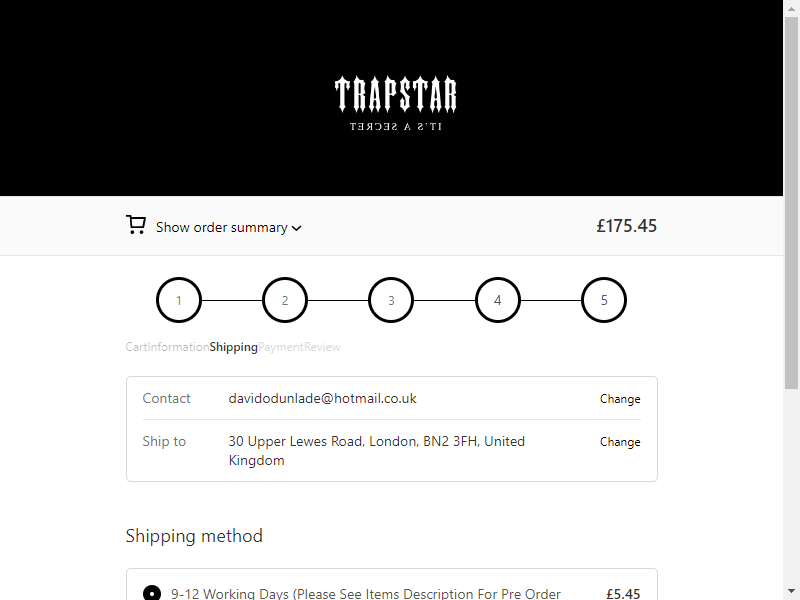 TRAPSTAR
IT'S A SECRET
Show order summary
£175.45
1 2 3 4 5
CartInformationShippingPaymentReview
Contact davidodunlade@hotmail.co.uk Change
Ship to 30 Upper Lewes Road, London, BN2 3FH, United Change
Kingdom
Shipping method
9-12 Working Days (Please See Items Description For Pre Order £5.45